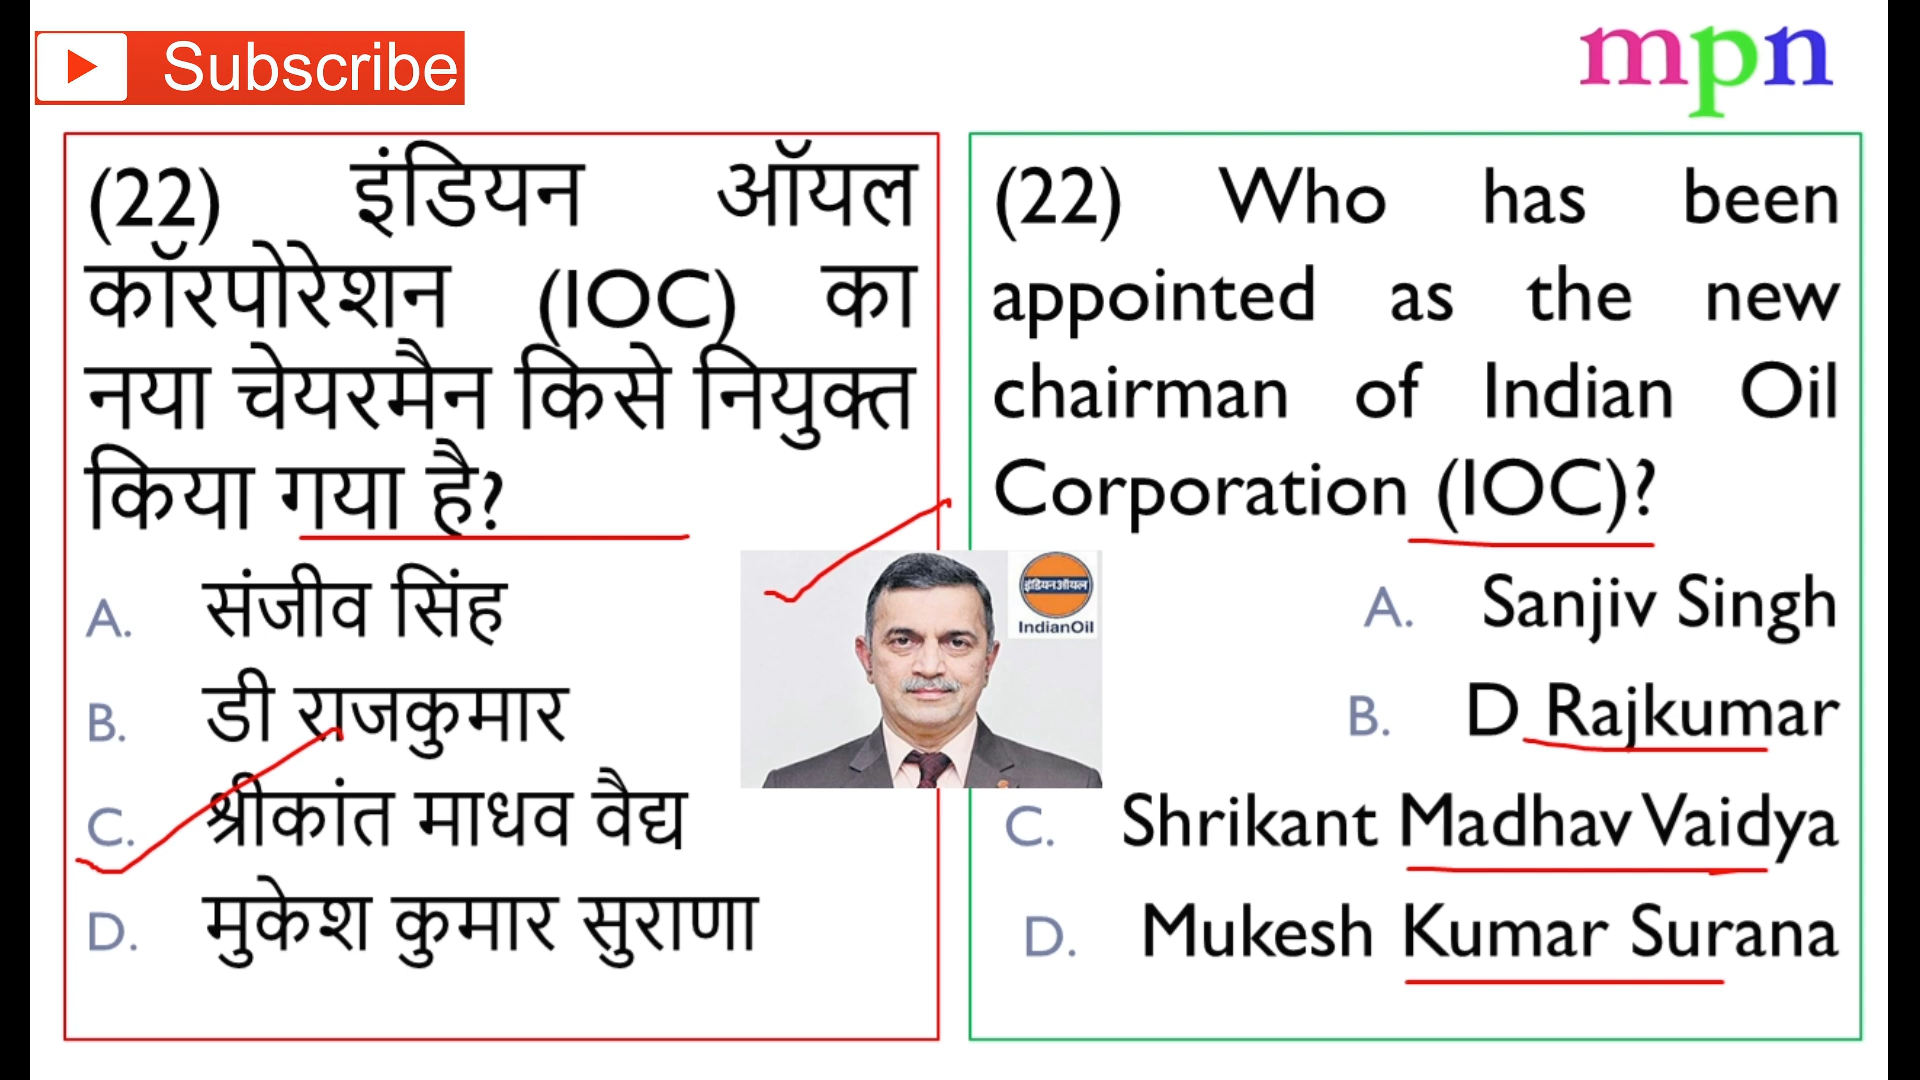 Subscribe
mpn
(22) इंडियन ऑयल
कॉरपोरेशन (IOC) का
नया चेयरमैन किसे नियुक्त
किया गया है?
A. संजीव सिंह
B. डी राजकुमार
C. श्रीकांत माधव वैद्य
D. मुकेश कुमार सुराणा
(22) Who has been
appointed as the new
chairman of Indian Oil
Corporation (IOC)?
A. Sanjiv Singh
B. D Rajkumar
C. Shrikant Madhav Vaidya
D. Mukesh Kumar Surana
इंडियनऑयल
IndianOil